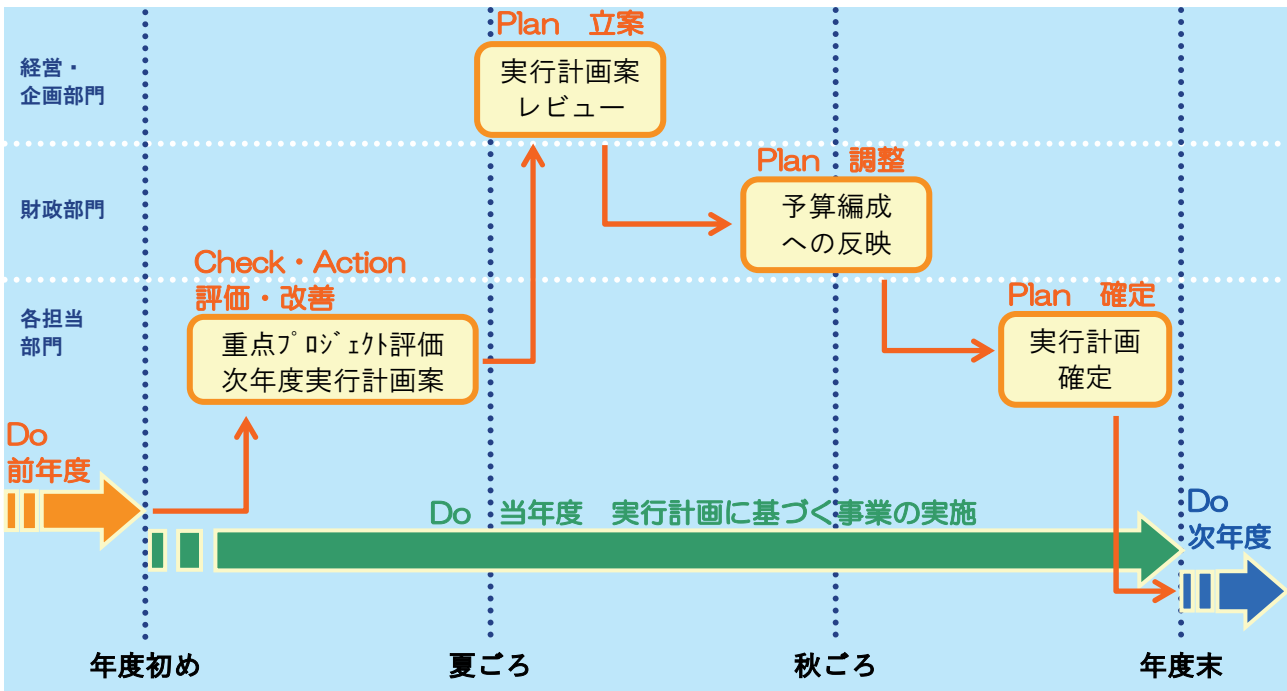 Plan 立案
経営・
企画部門
実行計画案
レビュー
Plan 調整
財政部門
予算編成
への反映
Check・Action
評価・改善
Plan 確定
各担当
部門
重点ﾌﾟﾛｼﾞｪｸﾄ評価
次年度実行計画案
実行計画
確定
Do
前年度
Do 当年度 実行計画に基づく事業の実施
Do
次年度
年度初め
夏ごろ
秋ごろ
年度末